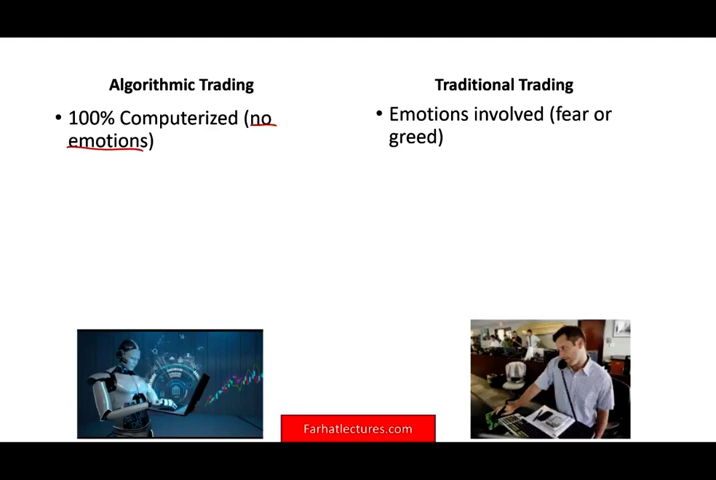 Algorithmic Trading
• 100% Computerized (no
emotions)
Traditional Trading
• Emotions involved (fear or
greed)
Farhatlectures.com